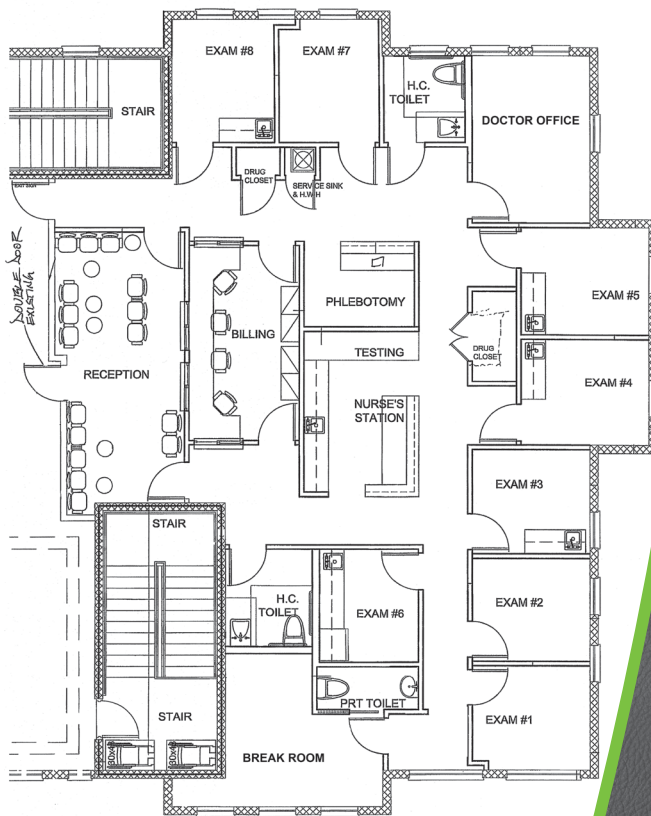 EXAM #8
EXAM #7
H.C.
TOILET
DOCTOR OFFICE
STAIR
DRUG
CLOSET
SERVICE SINK
& H.W.H
EXIT SIGN
DOUBLE DOOR
EXISTING
PHLEBOTOMY
EXAM #5
BILLING
TESTING
DRUG
CLOSET
RECEPTION
EXAM #4
NURSE'S
STATION
EXAM #3
STAIR
H.C.
TOILET
EXAM #6
EXAM #2
PRT TOILET
STAIR
EXAM #1
30x48
30x48
BREAK ROOM